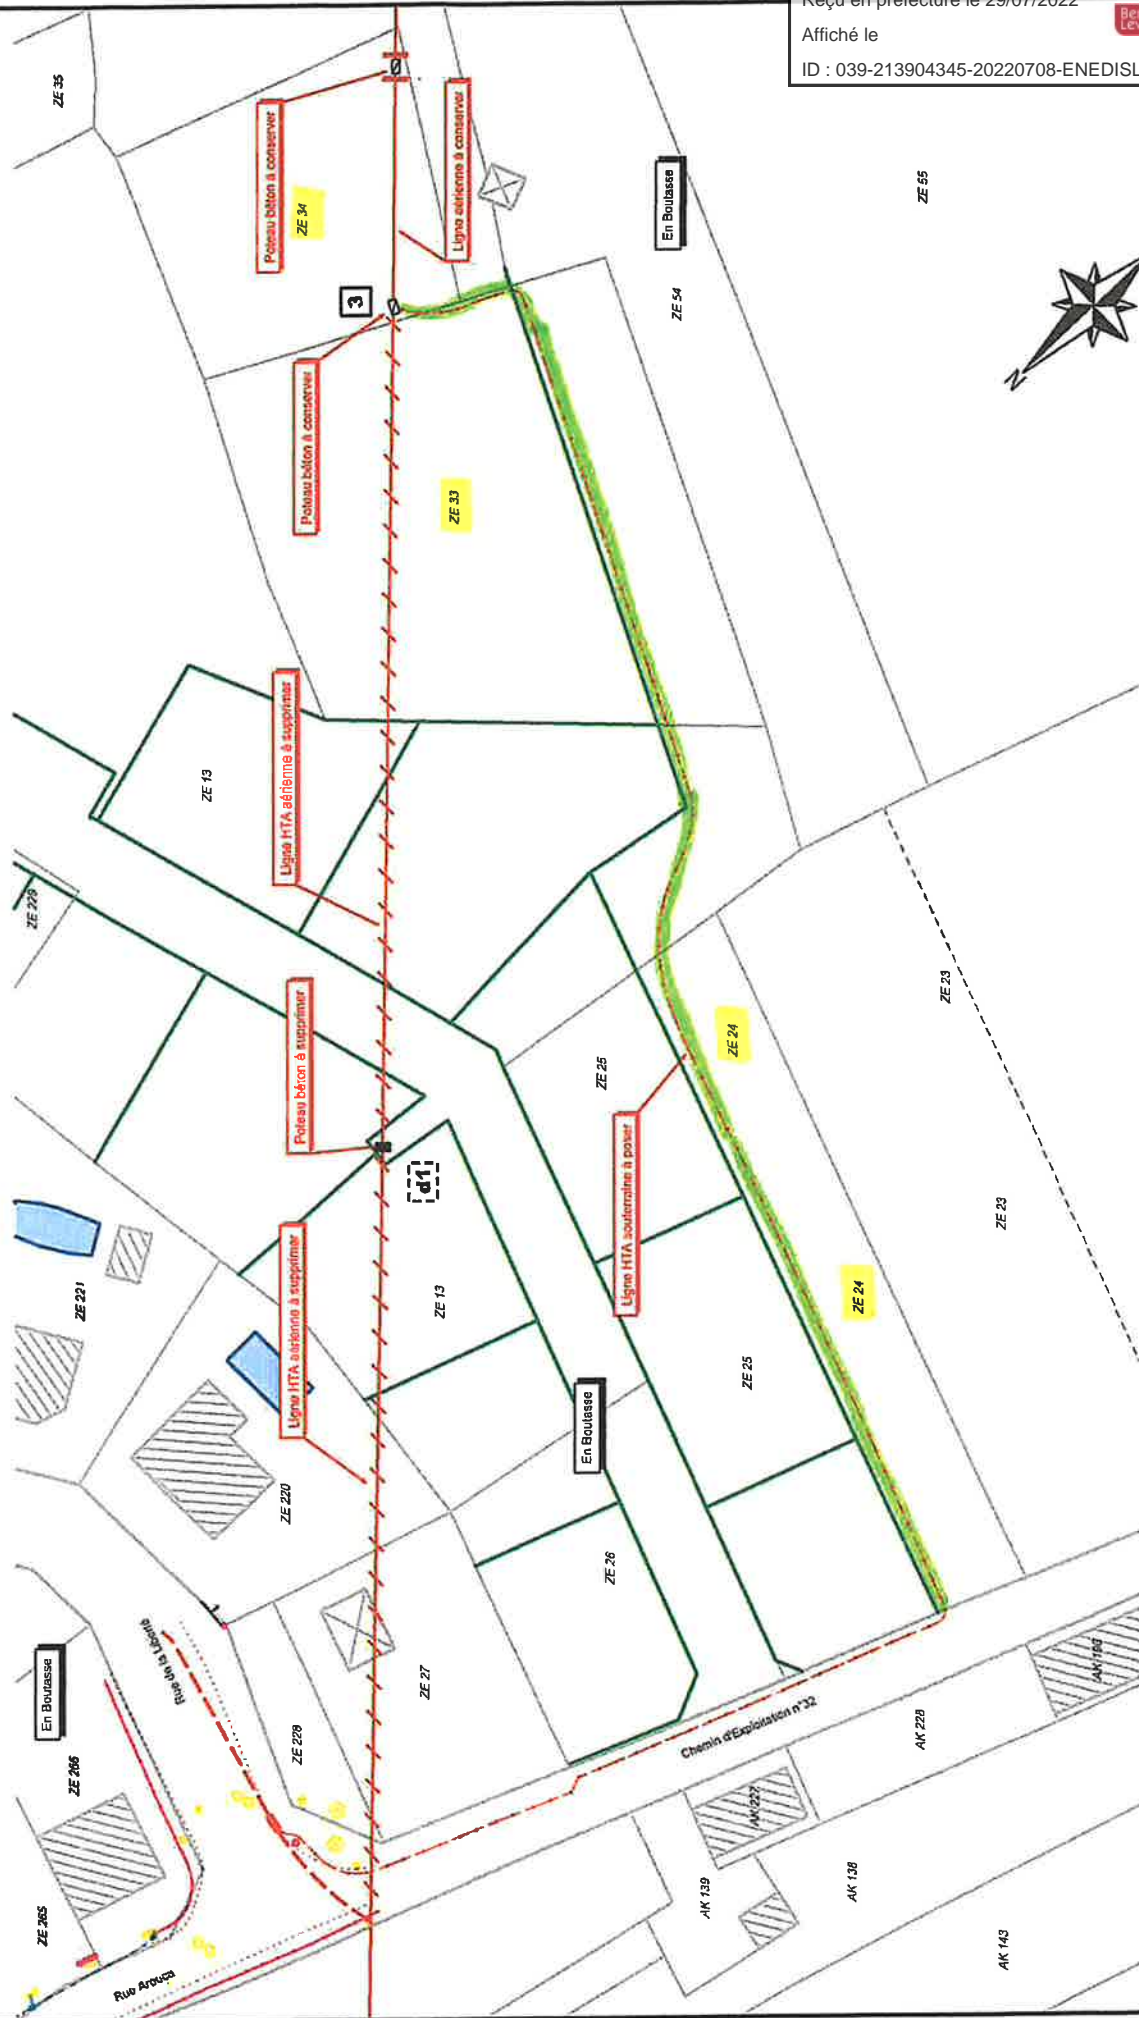 Reçu en préfecture le 29/07/2022
Affiché le
ID : 039-213904345-20220708-ENEDISL
ZE 35
Poteau béton à conserver
ZE 34
Ligne aérienne à conserver
En Boutasse
ZE 55
3
ZE 54
N
Poteau béton à conserver
ZE 33
Ligne HTA aérienne à supprimer
ZE 13
ZE 229
Poteau béton à supprimer
ZE 23
ZE 24
ZE 25
d1
Ligne HTA souterraine à poser
ZE 23
ZE 221
Ligne HTA aérienne à supprimer
ZE 13
ZE 24
ZE 25
En Boutasse
ZE 220
ZE 26
Rue de la Liberté
En Boutasse
ZE 27
ZE 228
Chemin d'Exploitation n°32
AK 228
AK 190
ZE 266
AK 227
ZE 265
AK 139
AK 138
AK 143
Rue Arouça